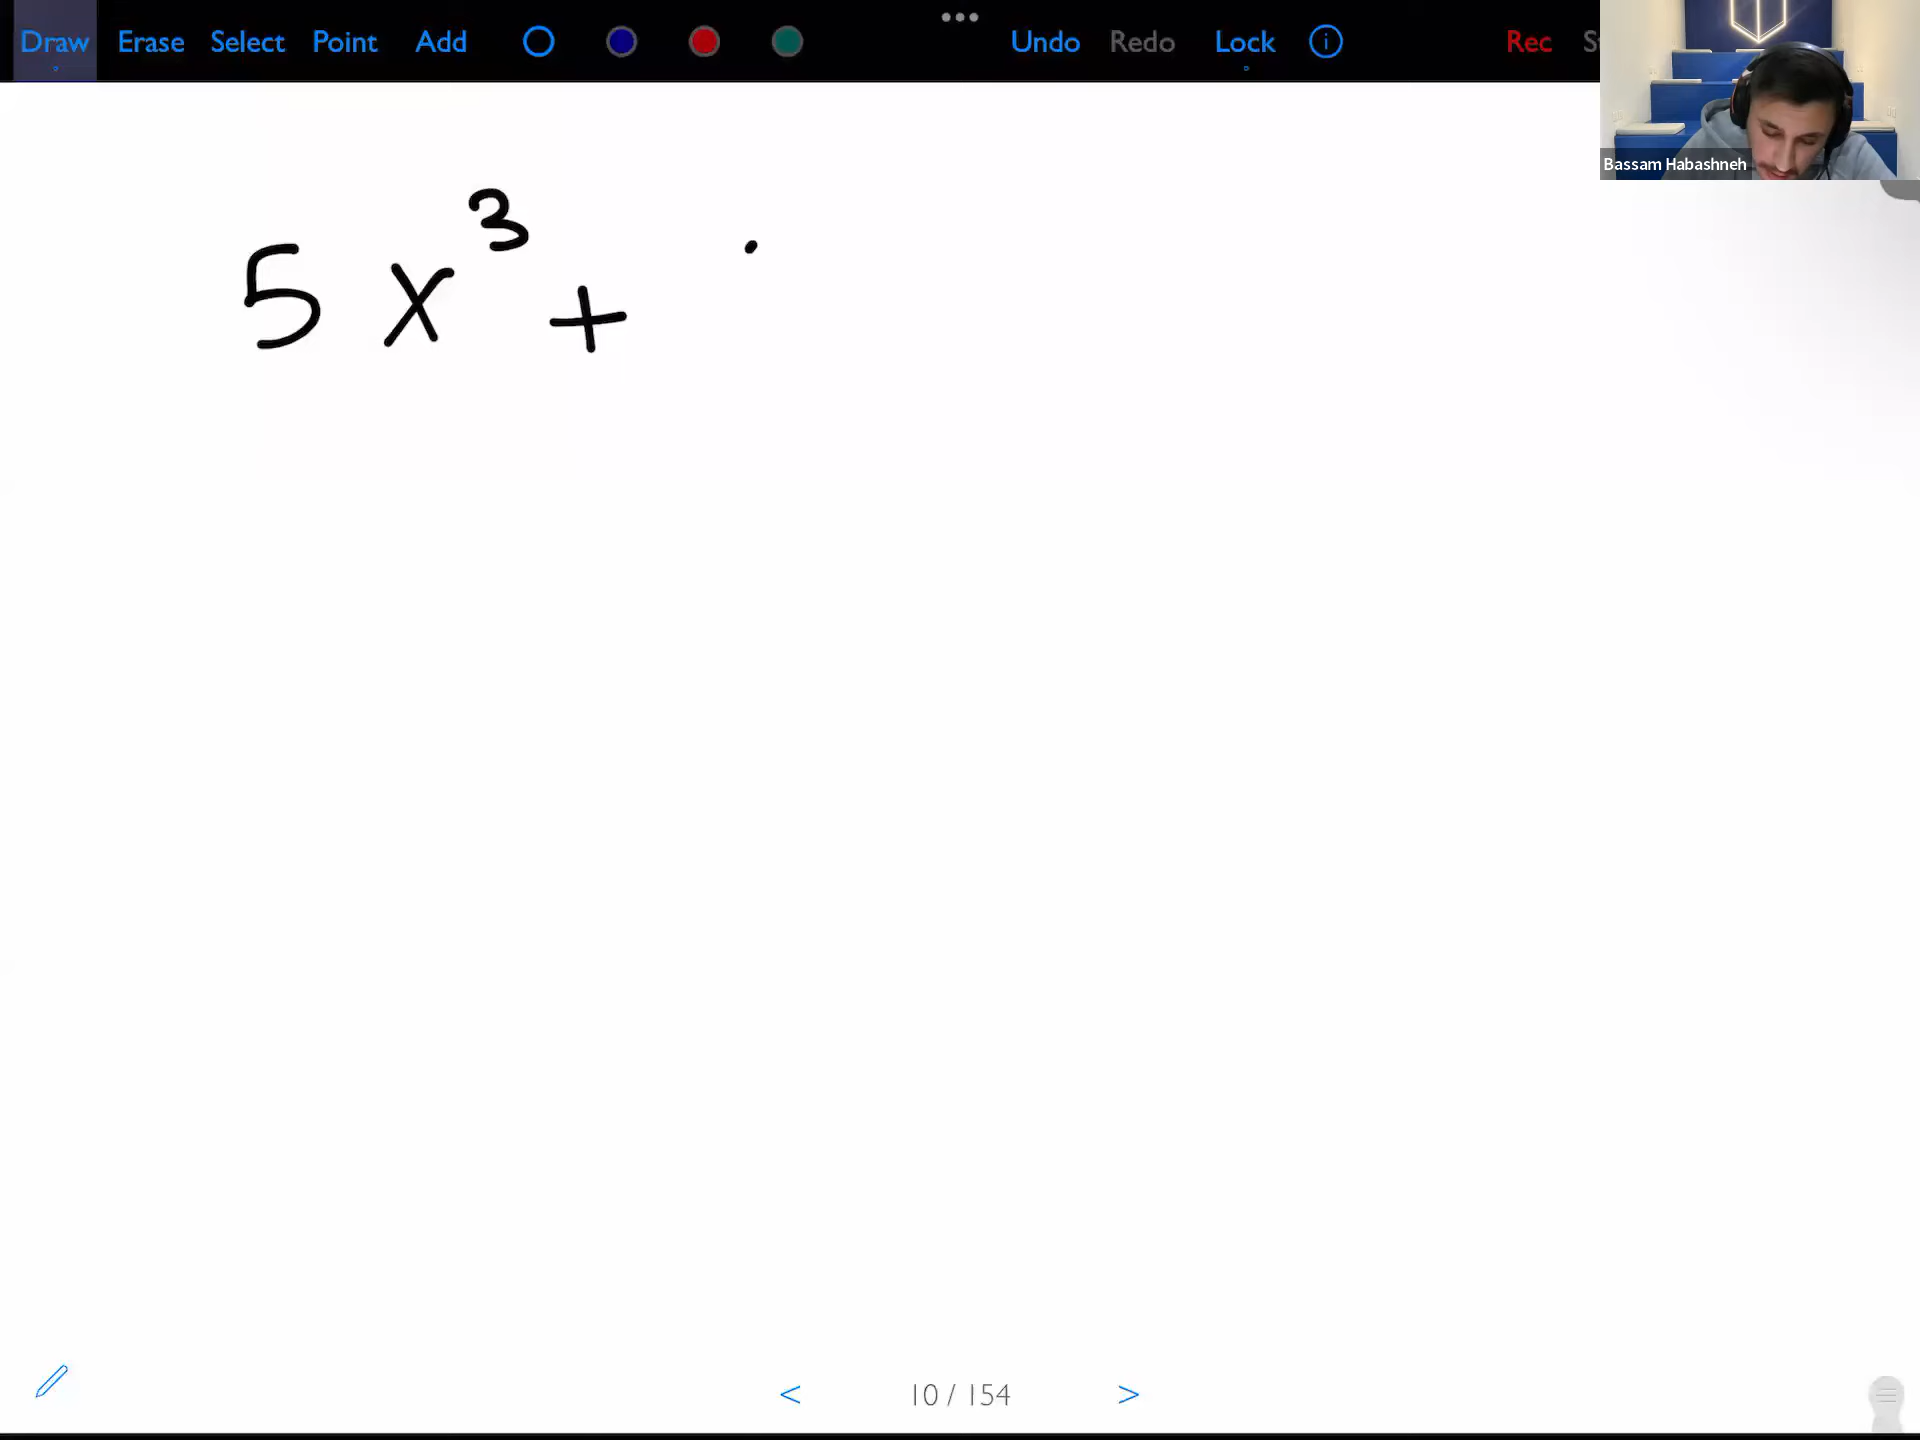 Draw Erase Select Point Add Undo Redo Lock Rec
Bassam Habashneh
5 x³ +
< 10 / 154 >